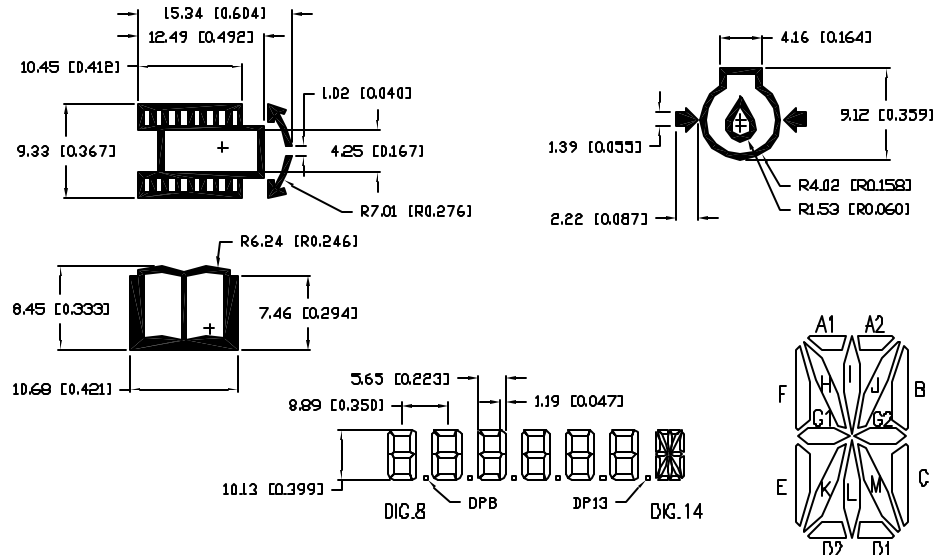 15.34 [0.604]
12.49 [0.492]
10.45 [0.412]
1.02 [0.040]
9.33 [0.367]
4.25 [0.167]
R7.01 [R0.276]
4.16 [0.164]
9.12 [0.359]
1.39 [0.055]
R4.02 [R0.158]
R1.53 [R0.060]
2.22 [0.087]
R6.24 [R0.246]
8.45 [0.333]
7.46 [0.294]
10.68 [0.421]
5.65 [0.223]
8.89 [0.350]
1.19 [0.047]
10.13 [0.399]
DP8
DP13
DIG.8
DIG.14
A1 A2
F H I J B
G1 G2
E K L M C
D2 D1